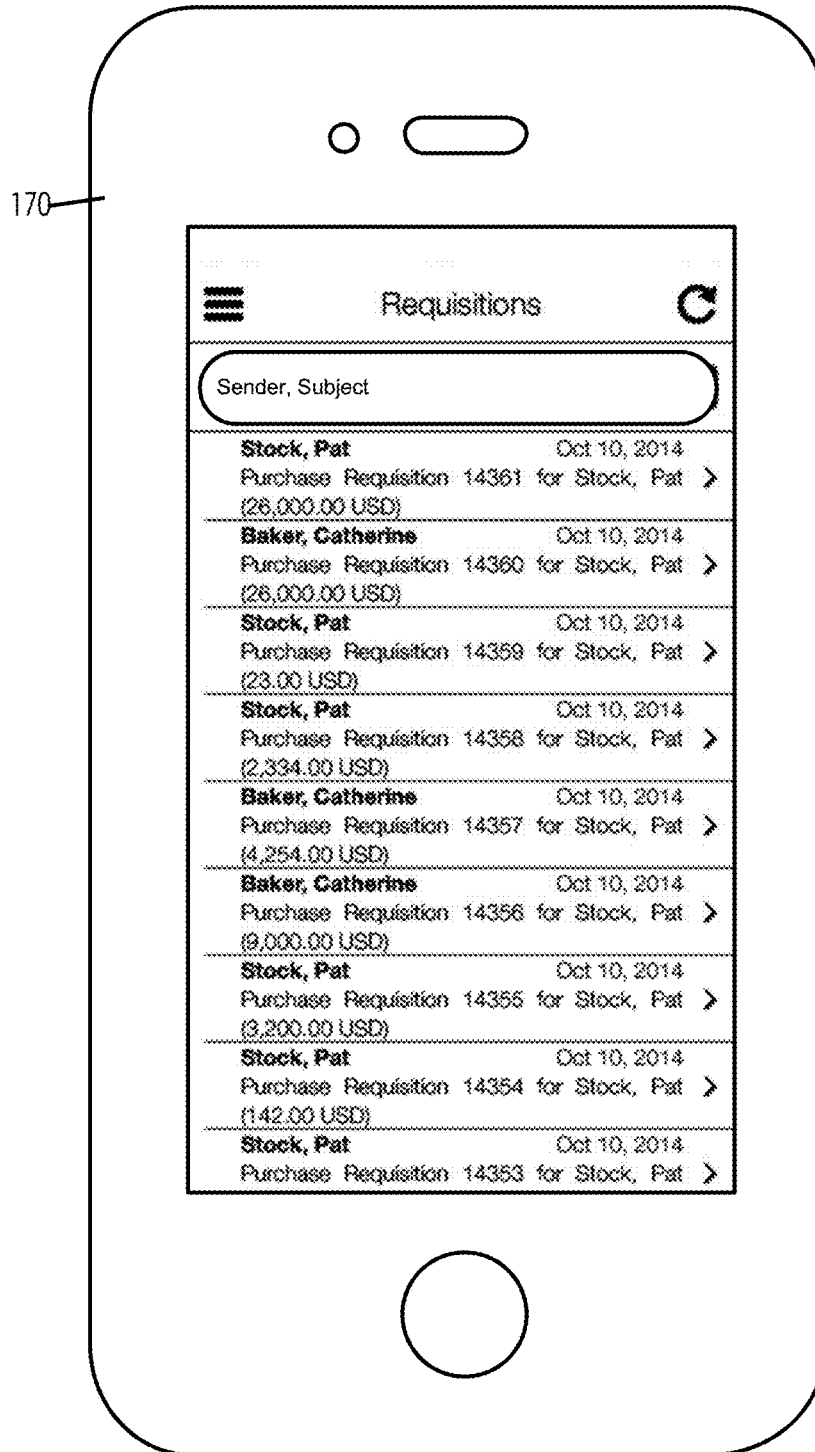 170
Requisitions
Sender, Subject
Stock, Pat Oct 10, 2014
Purchase Requisition 14361 for Stock, Pat
(26,000.00 USD)
Baker, Catherine Oct 10, 2014
Purchase Requisition 14360 for Stock, Pat
(26,000.00 USD)
Stock, Pat Oct 10, 2014
Purchase Requisition 14359 for Stock, Pat
(23.00 USD)
Stock, Pat Oct 10, 2014
Purchase Requisition 14358 for Stock, Pat
(2,334.00 USD)
Baker, Catherine Oct 10, 2014
Purchase Requisition 14357 for Stock, Pat
(4,254.00 USD)
Baker, Catherine Oct 10, 2014
Purchase Requisition 14356 for Stock, Pat
(9,000.00 USD)
Stock, Pat Oct 10, 2014
Purchase Requisition 14355 for Stock, Pat
(3,200.00 USD)
Stock, Pat Oct 10, 2014
Purchase Requisition 14354 for Stock, Pat
(142.00 USD)
Stock, Pat Oct 10, 2014
Purchase Requisition 14353 for Stock, Pat